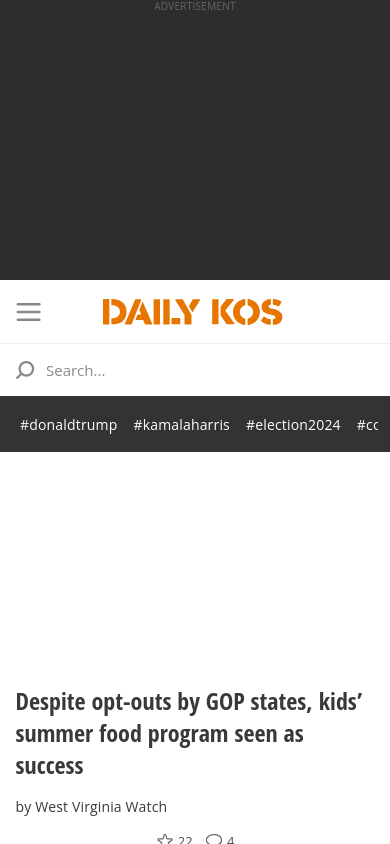 ADVERTISEMENT
DAILY KOS
Search...
#donaldtrump #kamalaharris #election2024
Despite opt-outs by GOP states, kids’
summer food program seen as
success
by West Virginia Watch
22 4